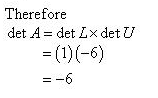 Therefore
det A = det L × det U
= (1)(−6)
= −6